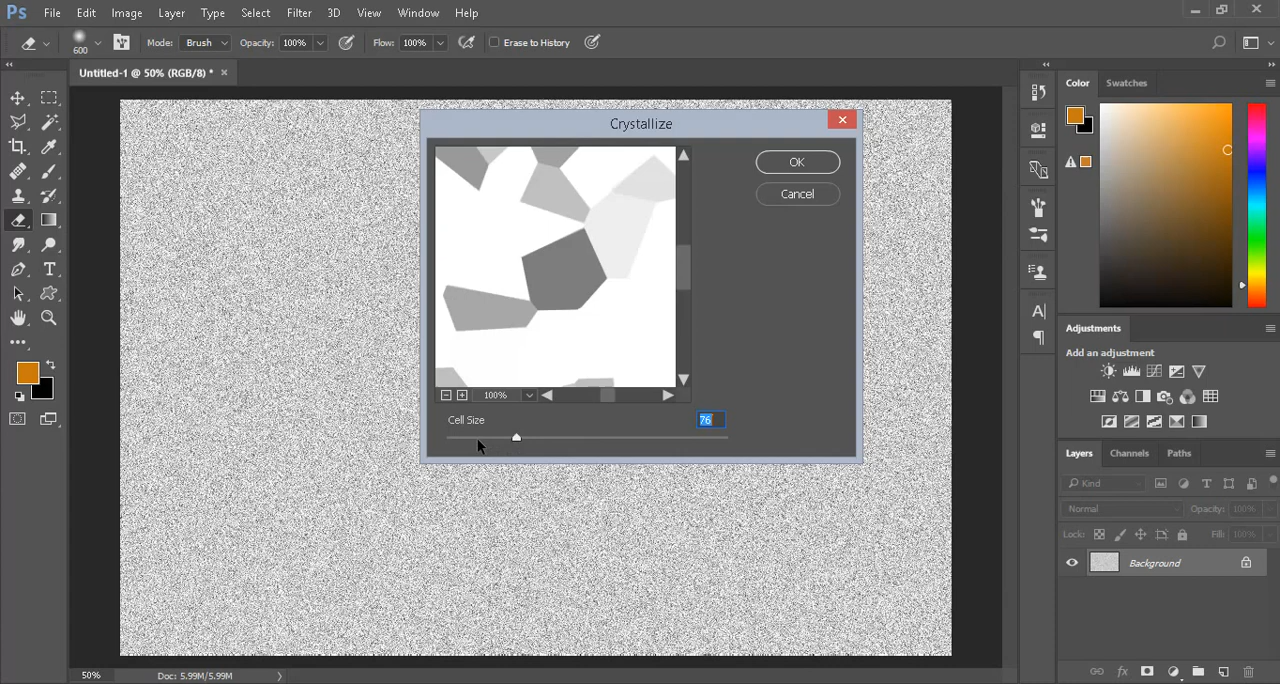 Ps File Edit Image Layer Type Select Filter 3D View Window Help
600 Mode: Brush Opacity: 100% Flow: 100% Erase to History
Untitled-1 @ 50% (RGB/8) * ×
Crystallize
OK
Cancel
100%
Cell Size 76
Color Swatches
Adjustments
Add an adjustment
Layers Channels Paths
Kind
Normal Opacity: 100%
Lock: Fill: 100%
Background
50% Doc: 5.99M/5.99M